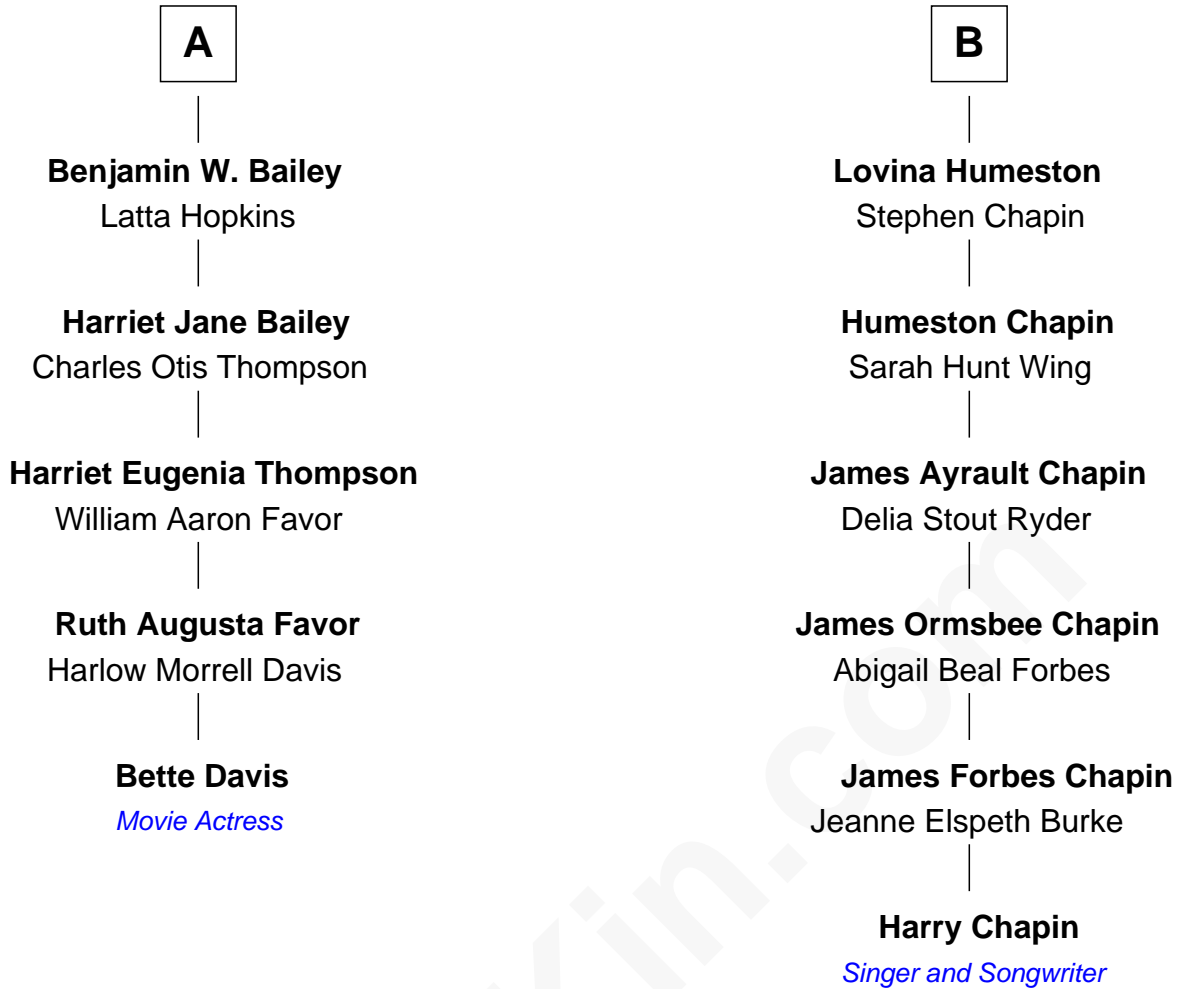 A
Benjamin W. Bailey
Latta Hopkins
Harriet Jane Bailey
Charles Otis Thompson
Harriet Eugenia Thompson
William Aaron Favor
Ruth Augusta Favor
Harlow Morrell Davis
Bette Davis
Movie Actress
B
Lovina Humeston
Stephen Chapin
Humeston Chapin
Sarah Hunt Wing
James Ayrault Chapin
Delia Stout Ryder
James Ormsbee Chapin
Abigail Beal Forbes
James Forbes Chapin
Jeanne Elspeth Burke
Harry Chapin
Singer and Songwriter
Kin.com